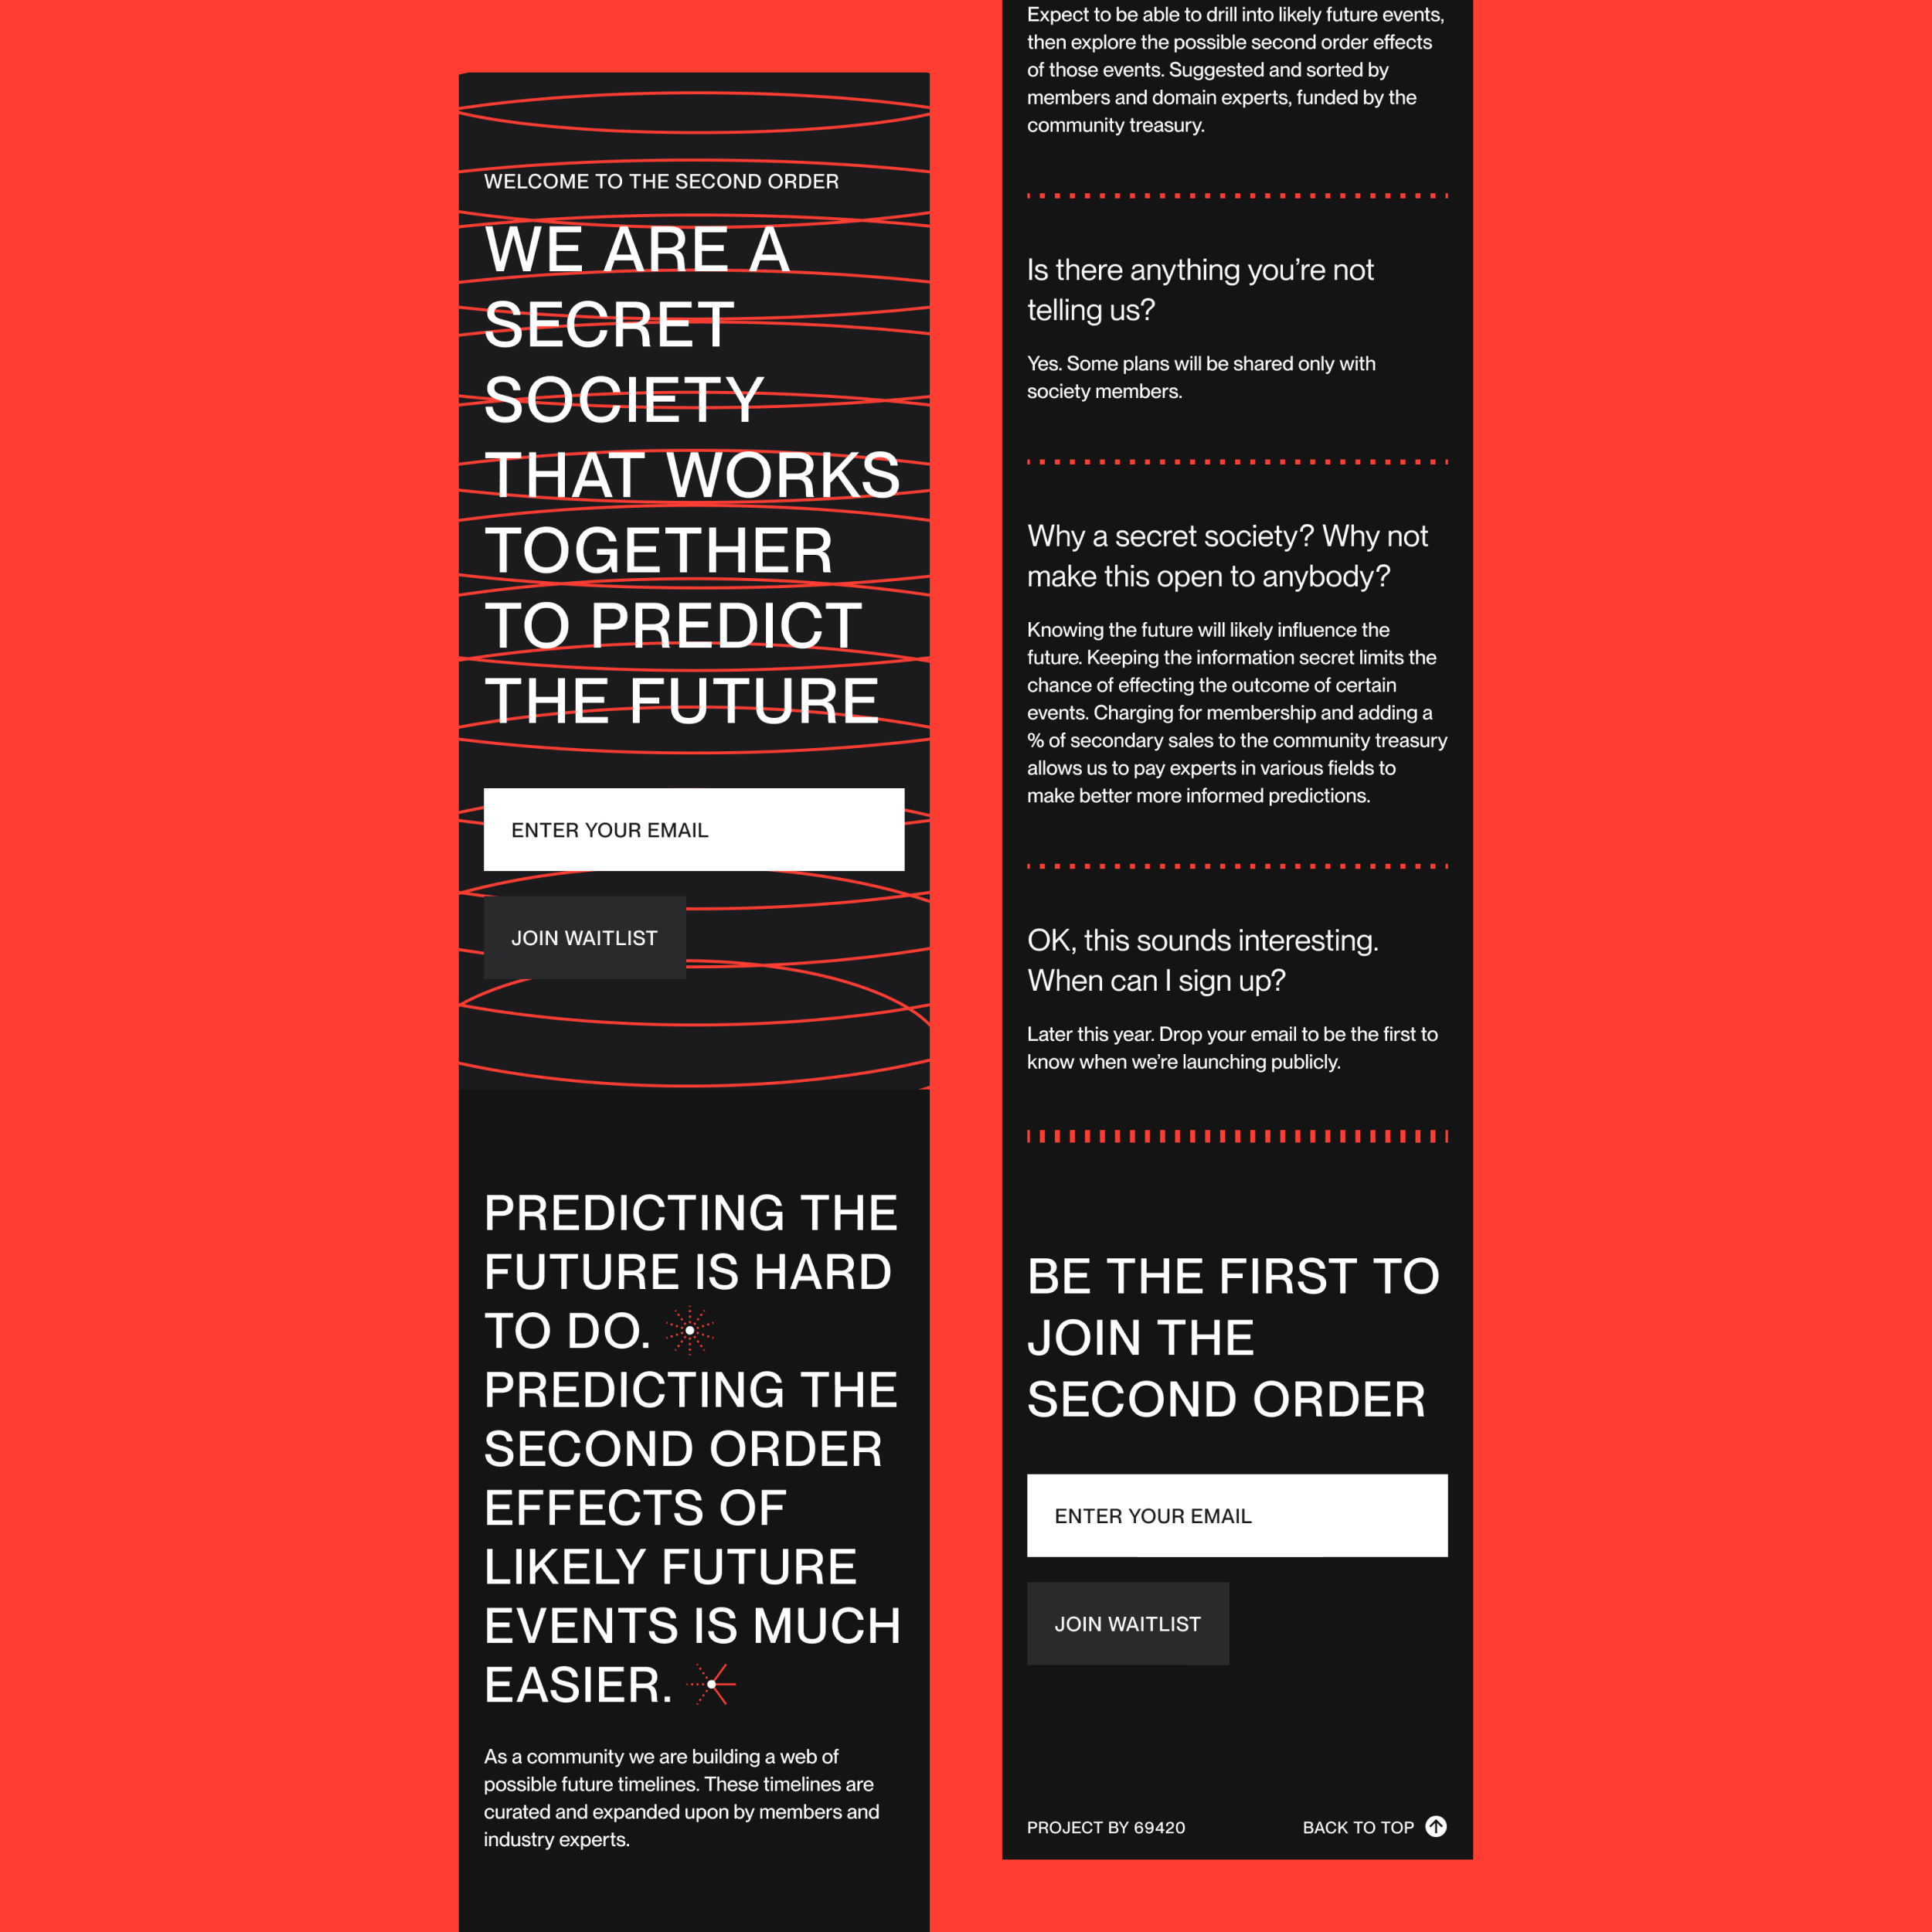 WELCOME TO THE SECOND ORDER
WE ARE A
SECRET
SOCIETY
THAT WORKS
TOGETHER
TO PREDICT
THE FUTURE
ENTER YOUR EMAIL
JOIN WAITLIST
PREDICTING THE
FUTURE IS HARD
TO DO.
PREDICTING THE
SECOND ORDER
EFFECTS OF
LIKELY FUTURE
EVENTS IS MUCH
EASIER.
As a community we are building a web of
possible future timelines. These timelines are
curated and expanded upon by members and
industry experts.
Expect to be able to drill into likely future events,
then explore the possible second order effects
of those events. Suggested and sorted by
members and domain experts, funded by the
community treasury.
Is there anything you’re not
telling us?
Yes. Some plans will be shared only with
society members.
Why a secret society? Why not
make this open to anybody?
Knowing the future will likely influence the
future. Keeping the information secret limits the
chance of effecting the outcome of certain
events. Charging for membership and adding a
% of secondary sales to the community treasury
allows us to pay experts in various fields to
make better more informed predictions.
OK, this sounds interesting.
When can I sign up?
Later this year. Drop your email to be the first to
know when we’re launching publicly.
BE THE FIRST TO
JOIN THE
SECOND ORDER
ENTER YOUR EMAIL
JOIN WAITLIST
PROJECT BY 69420
BACK TO TOP